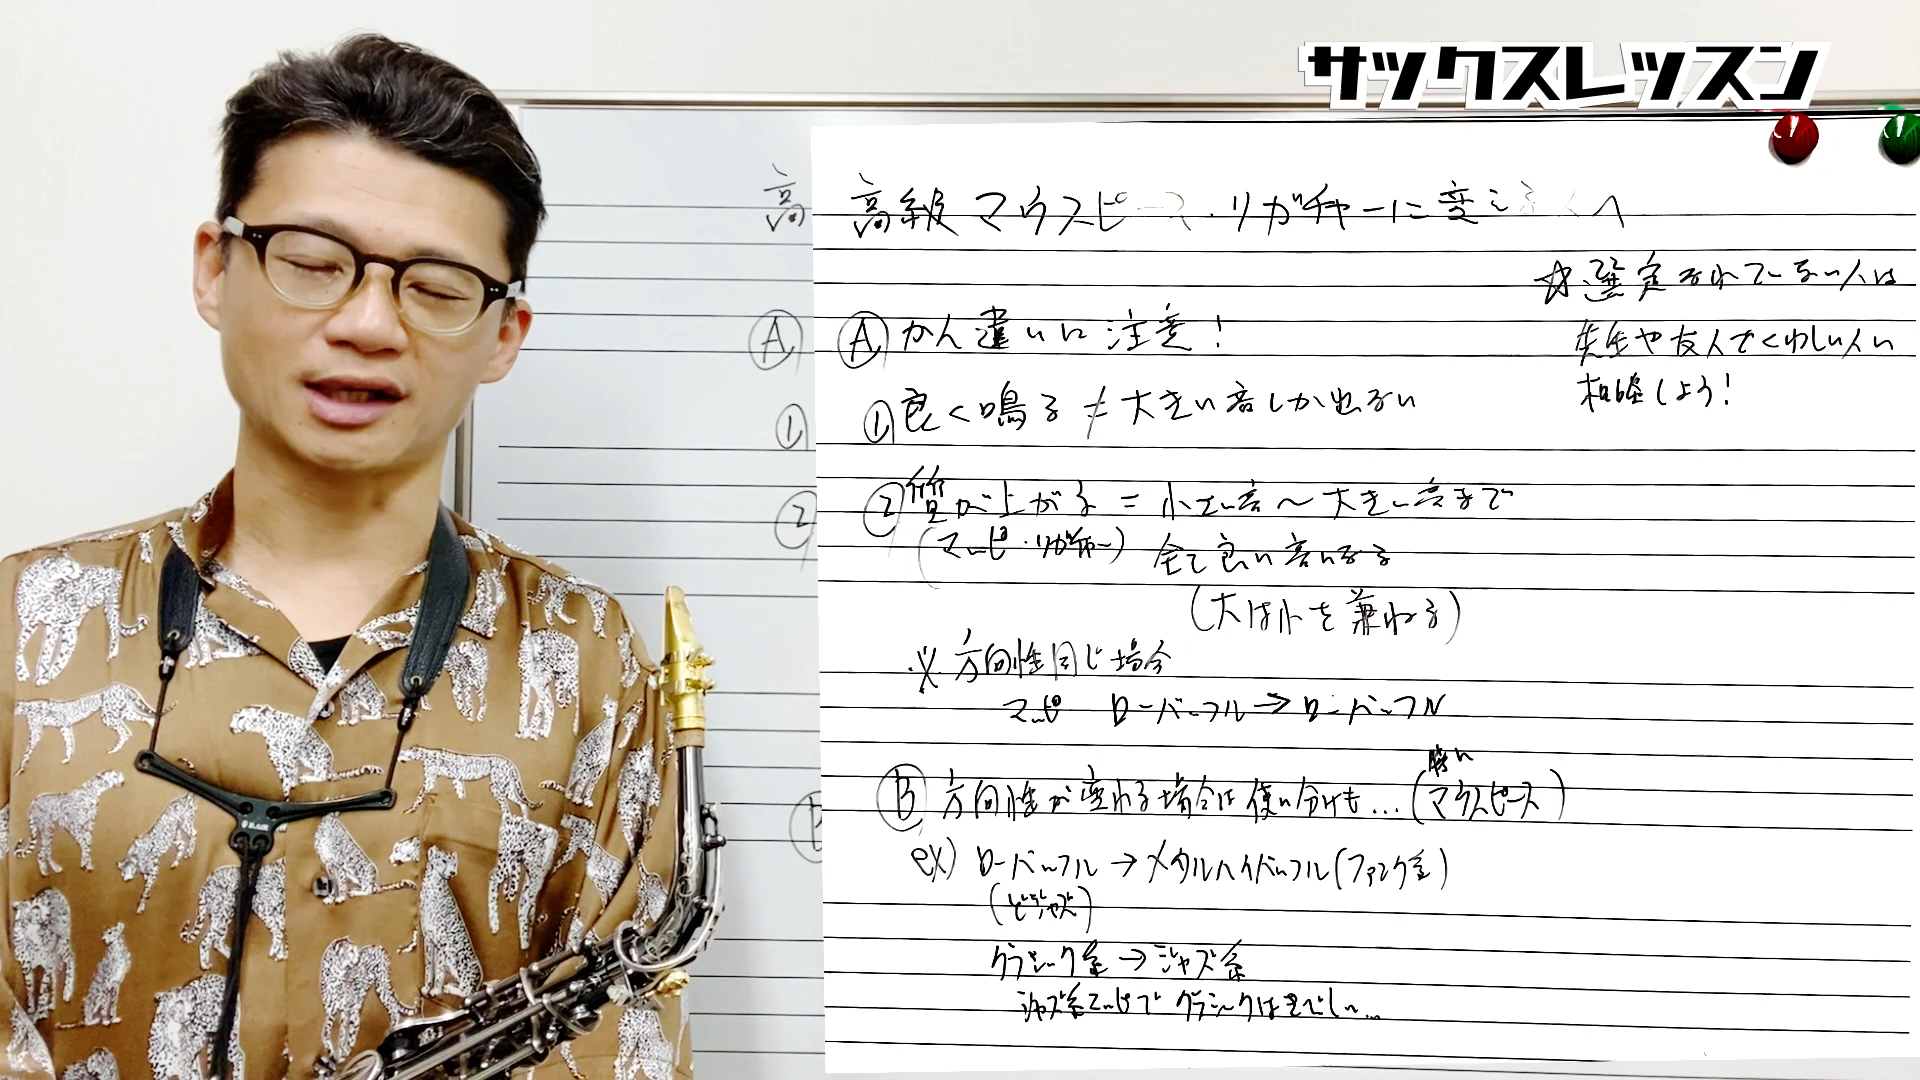 サックスレッスン
高
高級マウスピース・リガチャーに変える人へ
☆選定されていない人は
先生や友人でくわしい人に
相談しよう!
Ⓐ
Ⓐかん違いに注意!
①
①良く鳴る≠大きい音しか出ない
②
②質が上がる=小さい音〜大きい音まで
(マッピ・リガチャー) 全て良い音になる
(大は小を兼ねる)
※方向性同じ場合
マッピ ローバッフル→ローバッフル
Ⓑ方向性が変わる場合は使い分けも…(特にマウスピース)
ex) ローバッフル→メタルハイバッフル(ファンク系)
(ビジャズ)
クラシック系→ジャズ系
ジャズ系マッピでクラシックはきびしい…